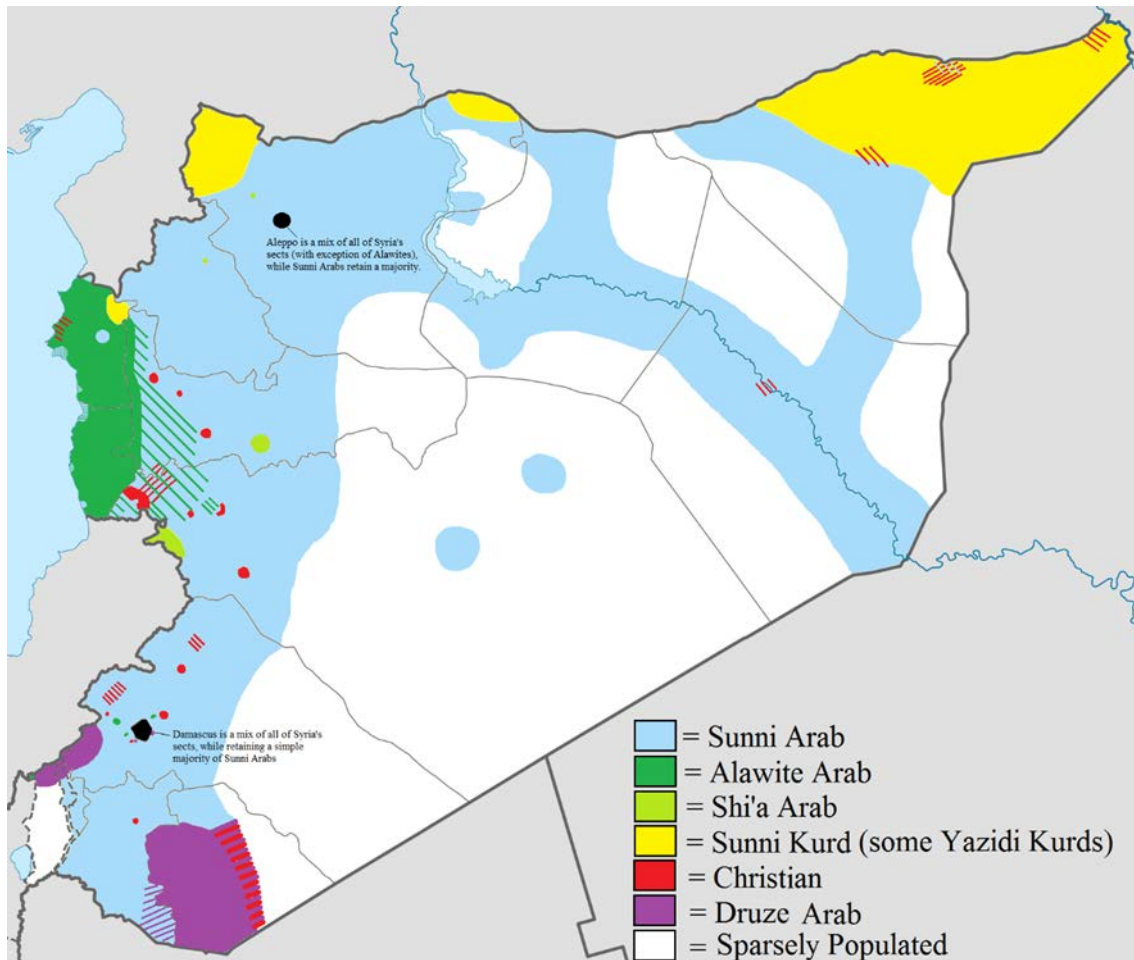 Aleppo is a mix of all of Syria's
sects (with exception of Alawites),
while Sunni Arabs retain a majority.
Damascus is a mix of all of Syria's
sects, while retaining a simple
majority of Sunni Arabs
= Sunni Arab
= Alawite Arab
= Shi'a Arab
= Sunni Kurd (some Yazidi Kurds)
= Christian
= Druze Arab
= Sparsely Populated